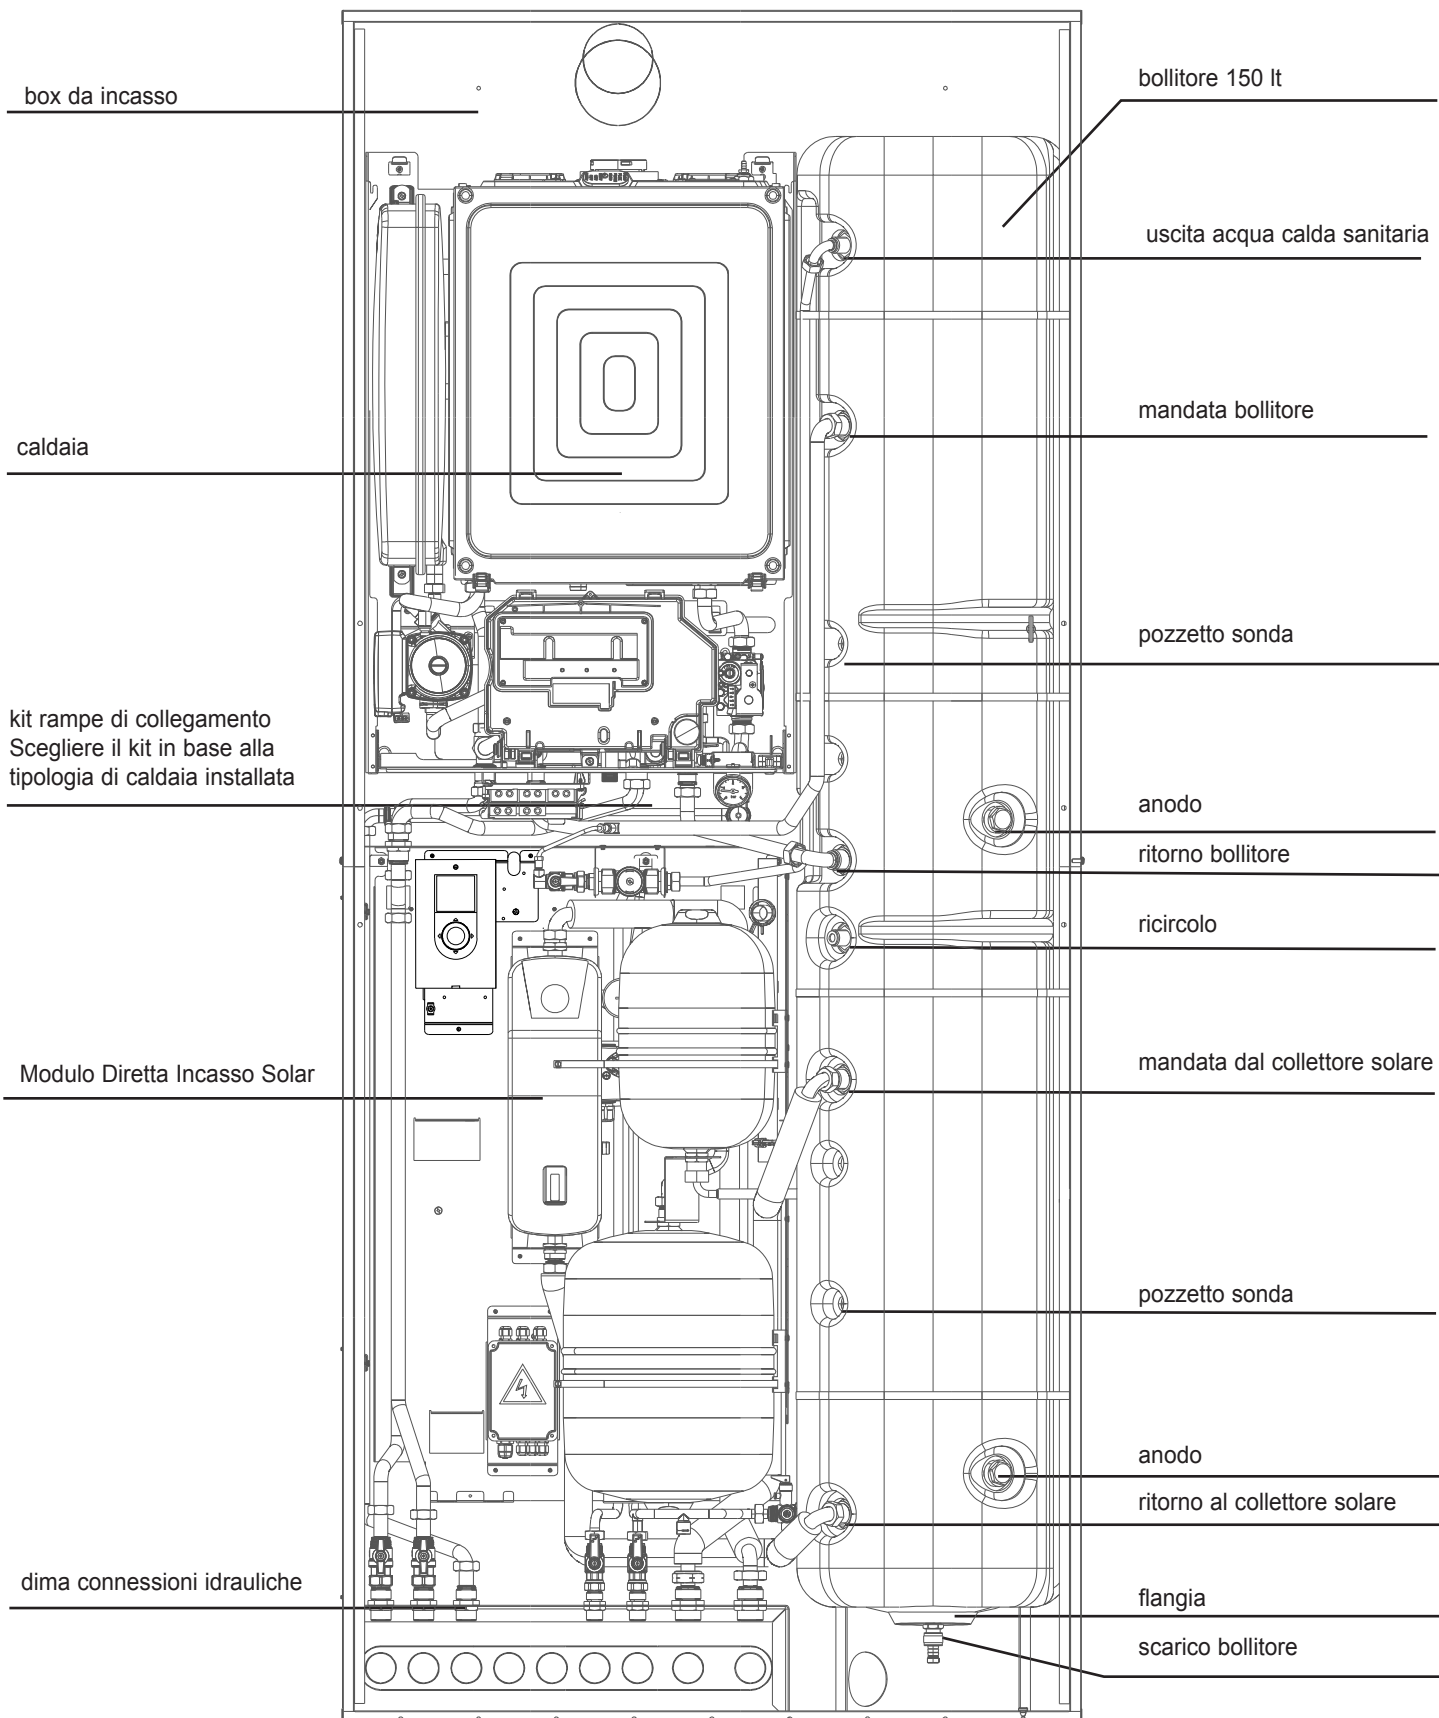 box da incasso
caldaia
kit rampe di collegamento
Scegliere il kit in base alla
tipologia di caldaia installata
Modulo Diretta Incasso Solar
dima connessioni idrauliche
bollitore 150 lt
uscita acqua calda sanitaria
mandata bollitore
pozzetto sonda
anodo
ritorno bollitore
ricircolo
mandata dal collettore solare
pozzetto sonda
anodo
ritorno al collettore solare
flangia
scarico bollitore